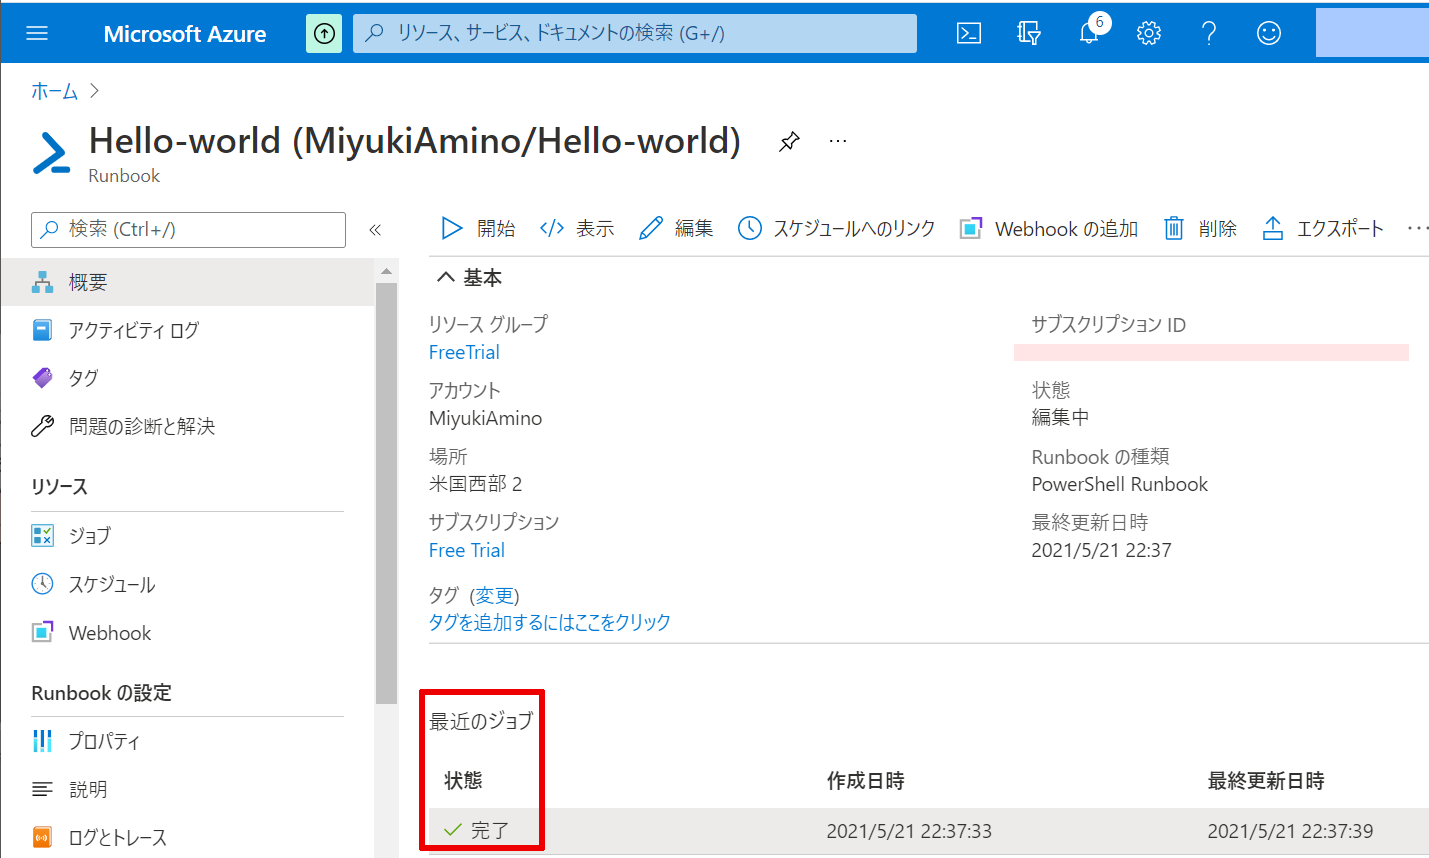 Microsoft Azure
リソース、サービス、ドキュメントの検索 (G+/)
6
ホーム
Hello-world (MiyukiAmino/Hello-world)
Runbook
検索 (Ctrl+/)
開始 表示 編集 スケジュールへのリンク Webhook の追加 削除 エクスポート
概要
アクティビティ ログ
タグ
問題の診断と解決
リソース
ジョブ
スケジュール
Webhook
Runbook の設定
プロパティ
説明
ログとトレース
基本
リソース グループ
FreeTrial
アカウント
MiyukiAmino
場所
米国西部 2
サブスクリプション
Free Trial
サブスクリプション ID
状態
編集中
Runbook の種類
PowerShell Runbook
最終更新日時
2021/5/21 22:37
タグ (変更)
タグを追加するにはここをクリック
最近のジョブ
状態 作成日時 最終更新日時
完了 2021/5/21 22:37:33 2021/5/21 22:37:39